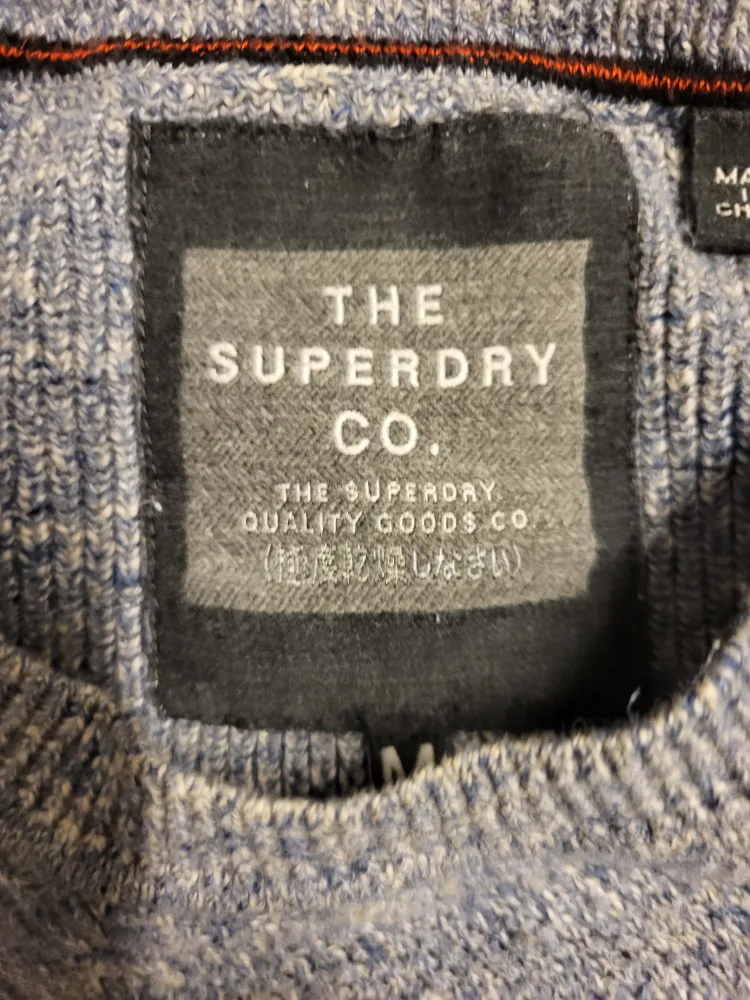 THE
SUPERDRY
CO.
THE SUPERDRY
QUALITY GOODS CO
(極度乾燥しなさい)
M